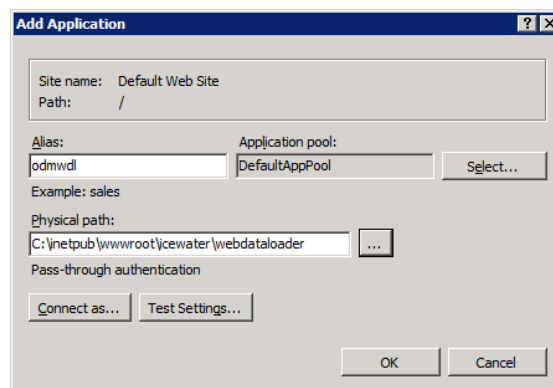 Add Application
? X
Site name: Default Web Site
Path: /
Alias: Application pool:
odmwdl DefaultAppPool Select...
Example: sales
Physical path:
C:\inetpub\wwwroot\icewater\webdataloader ...
Pass-through authentication
Connect as... Test Settings...
OK Cancel